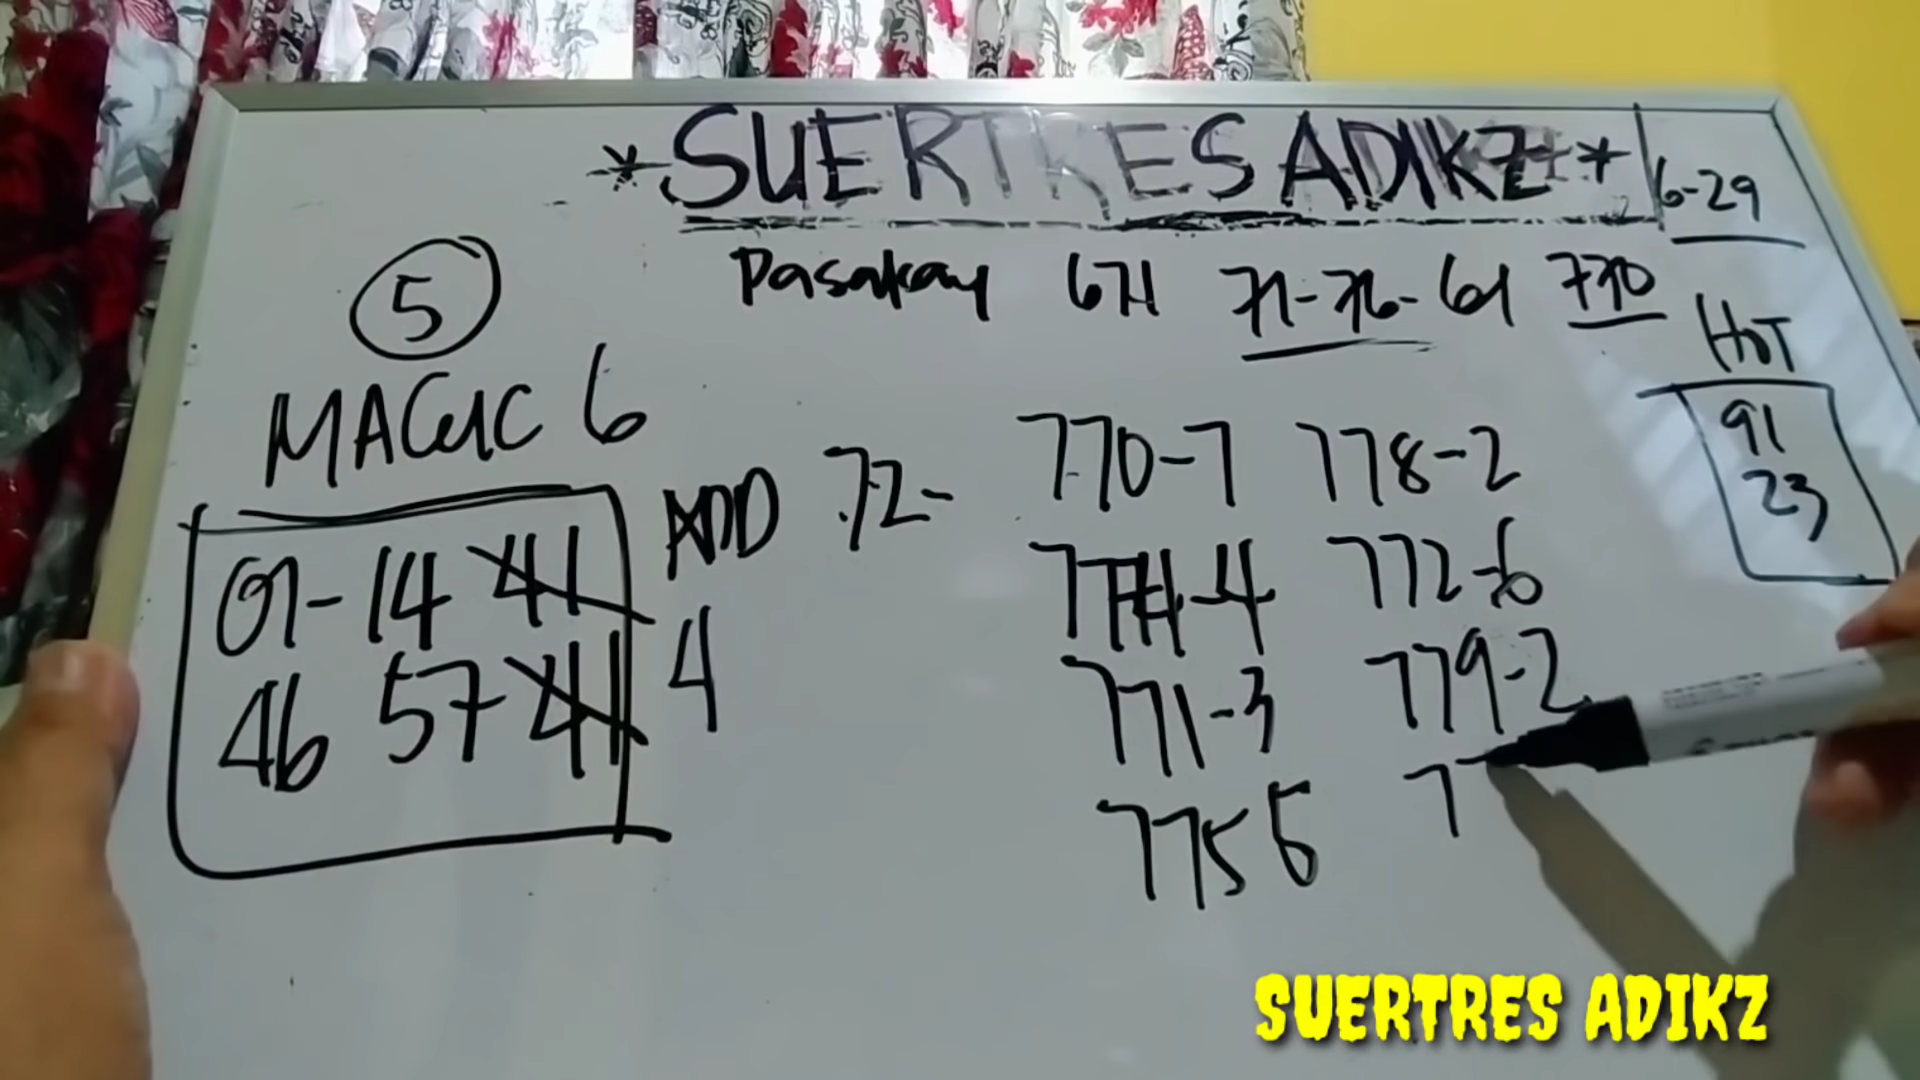 *SUERTRES ADIKZ**
6-29
Pasakay 671 71-76-61 770
5
MAGIC 6
HOT
91
23
ADD 72-
01-14 41
46 57 41
4
770-7 778-2
774-4 772-6
771-3 779-2
775 5 7
SUERTRES ADIKZ